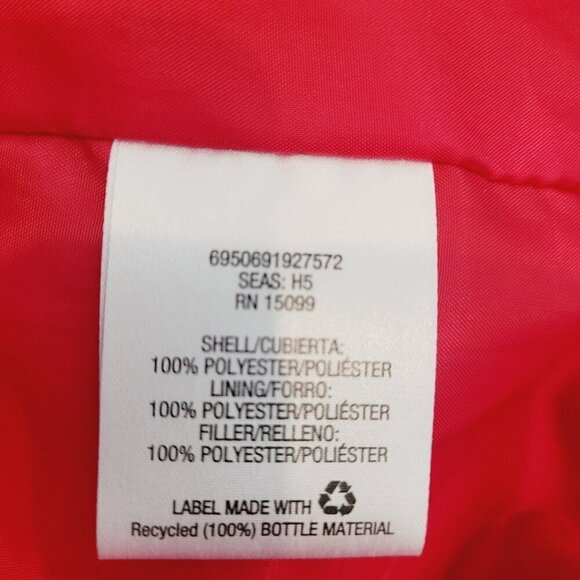 6950691927572
SEAS: H5
RN 15099
SHELL/CUBIERTA:
100% POLYESTER/POLIÉSTER
LINING/FORRO:
100% POLYESTER/POLIÉSTER
FILLER/RELLENO:
100% POLYESTER/POLIÉSTER
LABEL MADE WITH
Recycled (100%) BOTTLE MATERIAL